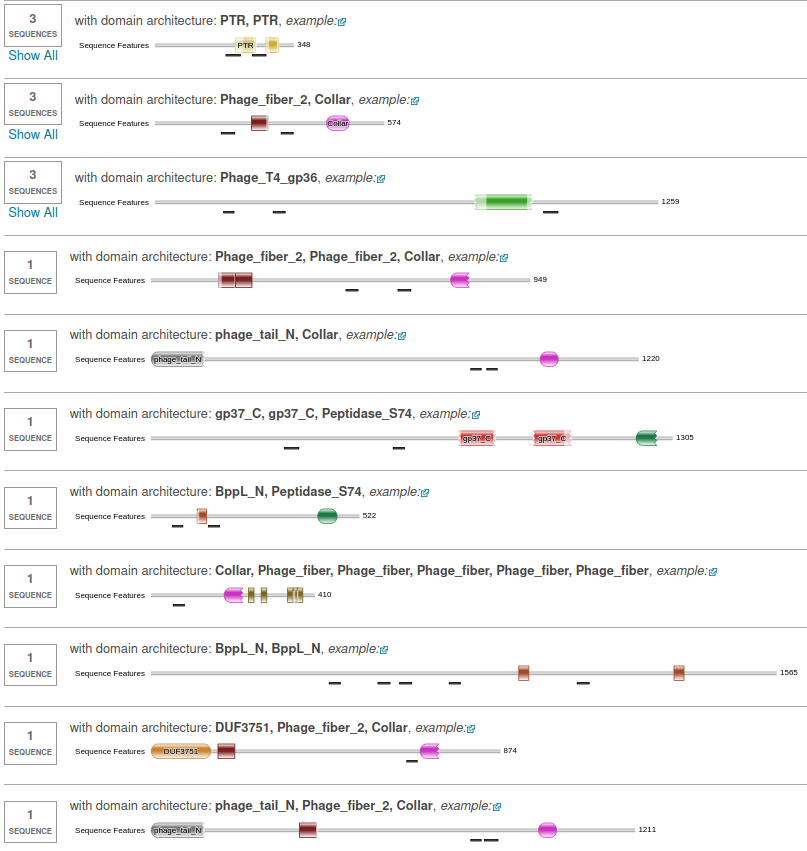 3
SEQUENCES
Show All
with domain architecture: PTR, PTR, example:
Sequence Features PTR 348
3
SEQUENCES
Show All
with domain architecture: Phage_fiber_2, Collar, example:
Sequence Features Collar 574
3
SEQUENCES
Show All
with domain architecture: Phage_T4_gp36, example:
Sequence Features 1259
1
SEQUENCE
with domain architecture: Phage_fiber_2, Phage_fiber_2, Collar, example:
Sequence Features 949
1
SEQUENCE
with domain architecture: phage_tail_N, Collar, example:
Sequence Features phage_tail_N 1220
1
SEQUENCE
with domain architecture: gp37_C, gp37_C, Peptidase_S74, example:
Sequence Features gp37_C gp37_C 1305
1
SEQUENCE
with domain architecture: BppL_N, Peptidase_S74, example:
Sequence Features 522
1
SEQUENCE
with domain architecture: Collar, Phage_fiber, Phage_fiber, Phage_fiber, Phage_fiber, Phage_fiber, example:
Sequence Features 410
1
SEQUENCE
with domain architecture: BppL_N, BppL_N, example:
Sequence Features 1565
1
SEQUENCE
with domain architecture: DUF3751, Phage_fiber_2, Collar, example:
Sequence Features DUF3751 874
1
SEQUENCE
with domain architecture: phage_tail_N, Phage_fiber_2, Collar, example:
Sequence Features phage_tail_N 1211